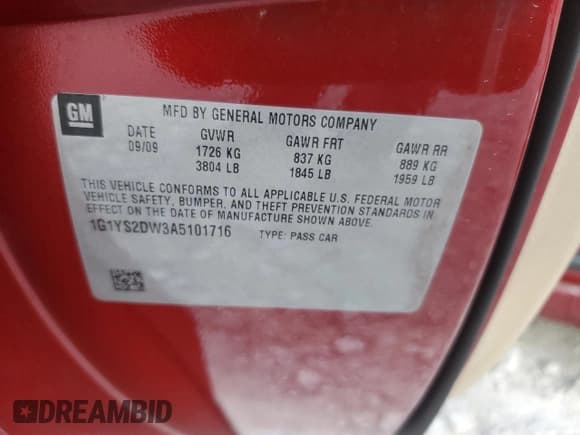 GM
MFD BY GENERAL MOTORS COMPANY
DATE GVWR GAWR FRT GAWR RR
09/09 1726 KG 837 KG 889 KG
3804 LB 1845 LB 1959 LB
THIS VEHICLE CONFORMS TO ALL APPLICABLE U.S. FEDERAL MOTOR
VEHICLE SAFETY, BUMPER, AND THEFT PREVENTION STANDARDS IN
EFFECT ON THE DATE OF MANUFACTURE SHOWN ABOVE.
1G1YS2DW3A5101716 TYPE: PASS CAR
DREAMBID